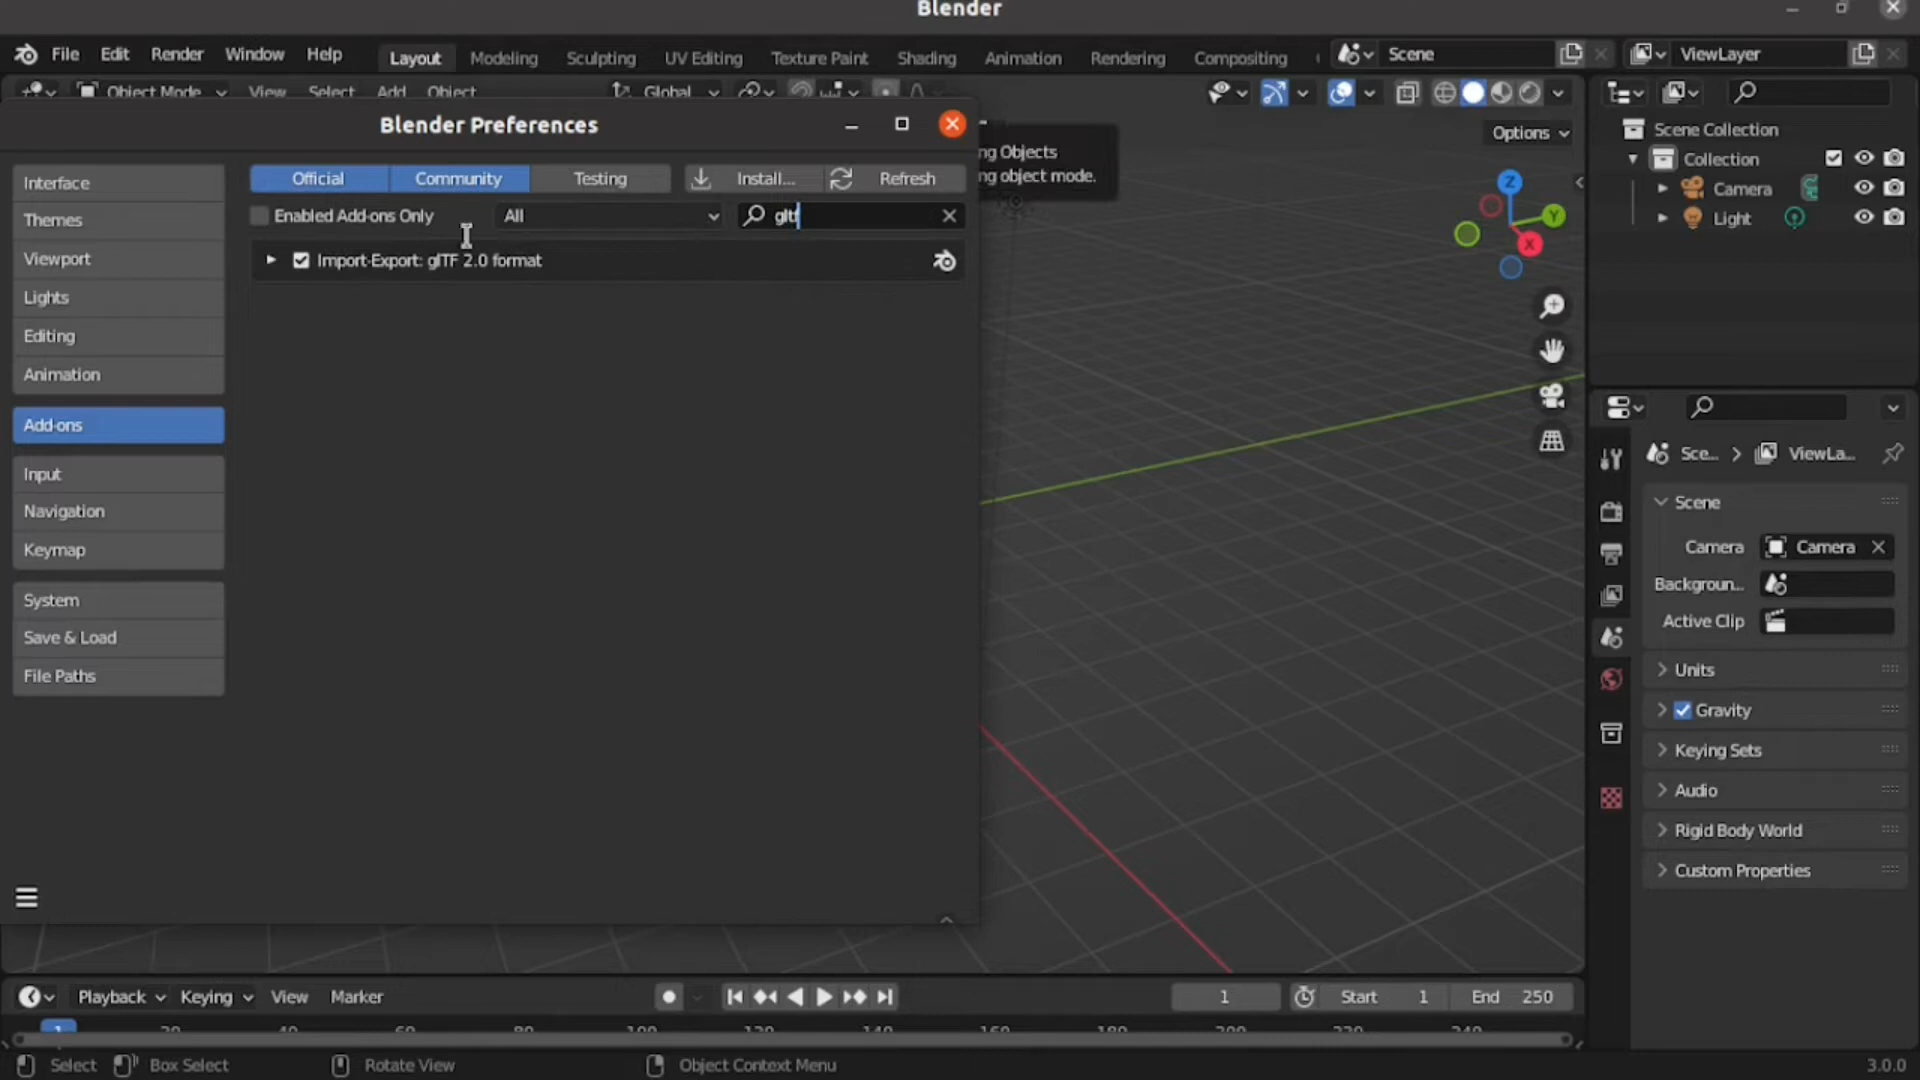 Blender
File Edit Render Window Help Layout Modeling Sculpting UV Editing Texture Paint Shading Animation Rendering Compositing Scene ViewLayer
Object Mode View Select Add Object Global
Blender Preferences
Options
ng Objects
ng object mode.
Interface
Themes
Viewport
Lights
Editing
Animation
Add-ons
Input
Navigation
Keymap
System
Save & Load
File Paths
Official Community Testing Install... Refresh
Enabled Add-ons Only All gltf
Import-Export: glTF 2.0 format
Z
Y
X
Scene Collection
Collection
Camera
Light
Sce... ViewLa...
Scene
Camera Camera
Backgroun...
Active Clip
Units
Gravity
Keying Sets
Audio
Rigid Body World
Custom Properties
Playback Keying View Marker 1 Start 1 End 250
1
Select Box Select Rotate View Object Context Menu 3.0.0